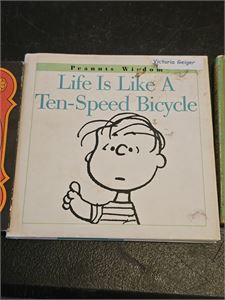 Victoria Geiger
Peanuts Wisdom
Life Is Like A
Ten-Speed Bicycle